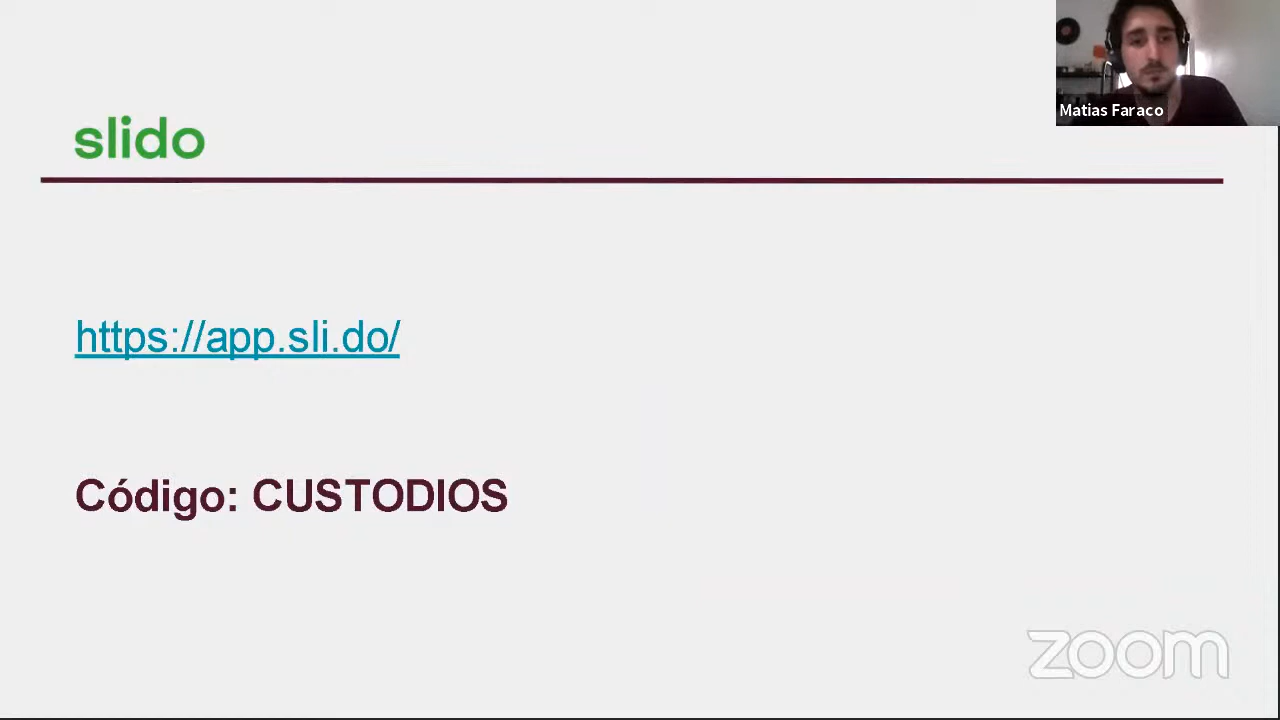 Matias Faraco
slido
https://app.sli.do/
Código: CUSTODIOS
zoom